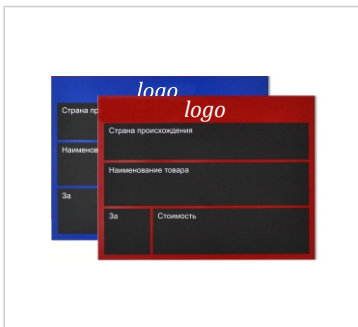 logo
Страна пр
Наименов
За
logo
Страна происхождения
Наименование товара
За
Стоимость